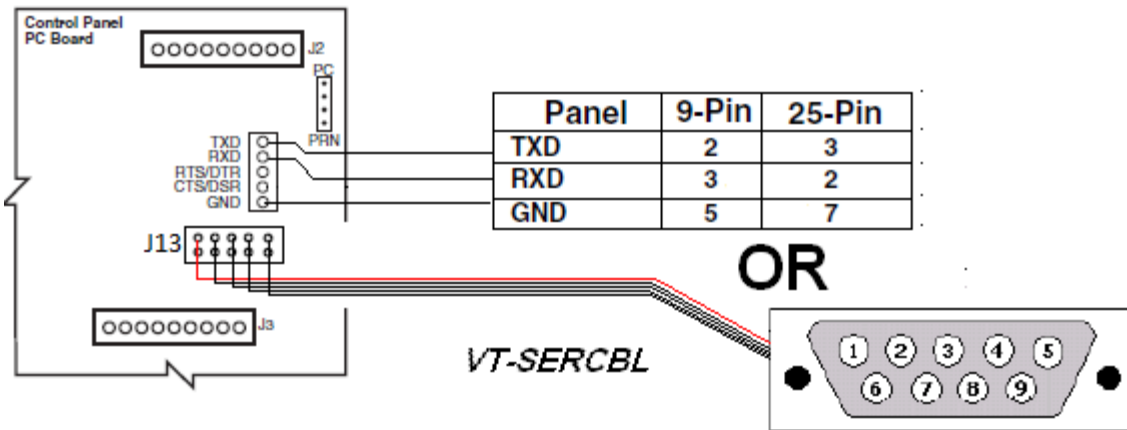 Control Panel
PC Board
J2
PC
PRN
TXD
RXD
RTS/DTR
CTS/DSR
GND
Panel 9-Pin 25-Pin
TXD 2 3
RXD 3 2
GND 5 7
J13
OR
J3
VT-SERCBL
1 2 3 4 5
6 7 8 9